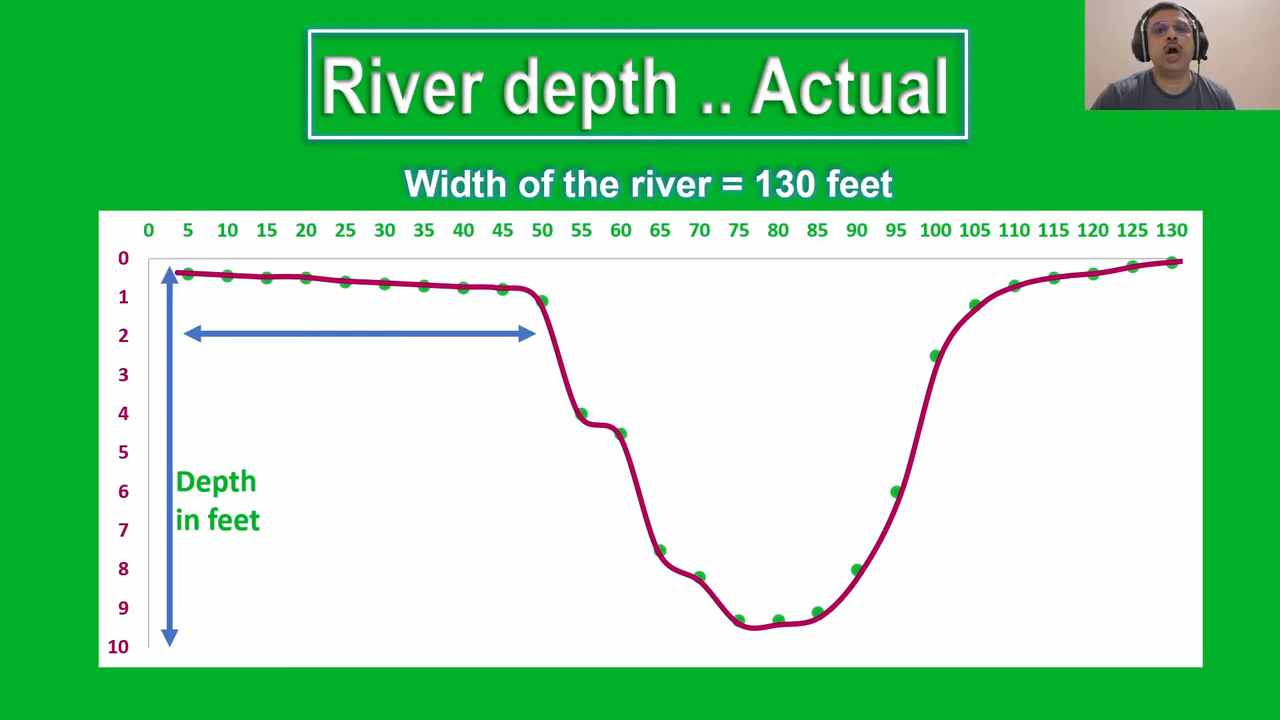 River depth .. Actual
Width of the river = 130 feet
0 5 10 15 20 25 30 35 40 45 50 55 60 65 70 75 80 85 90 95 100 105 110 115 120 125 130
0
1
2
3
4
5
6
7
8
9
10
Depth
in feet